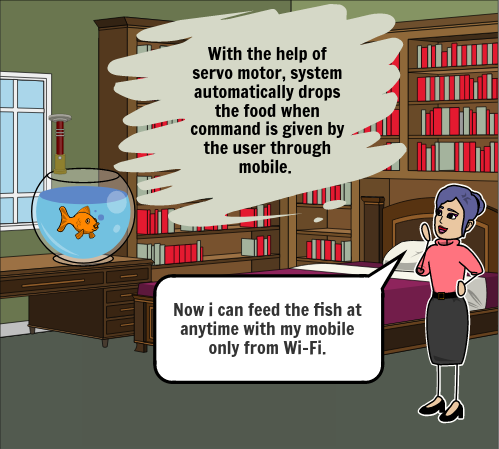 With the help of
servo motor, system
automatically drops
the food when
command is given by
the user through
mobile.
Now i can feed the fish at
anytime with my mobile
only from Wi-Fi.